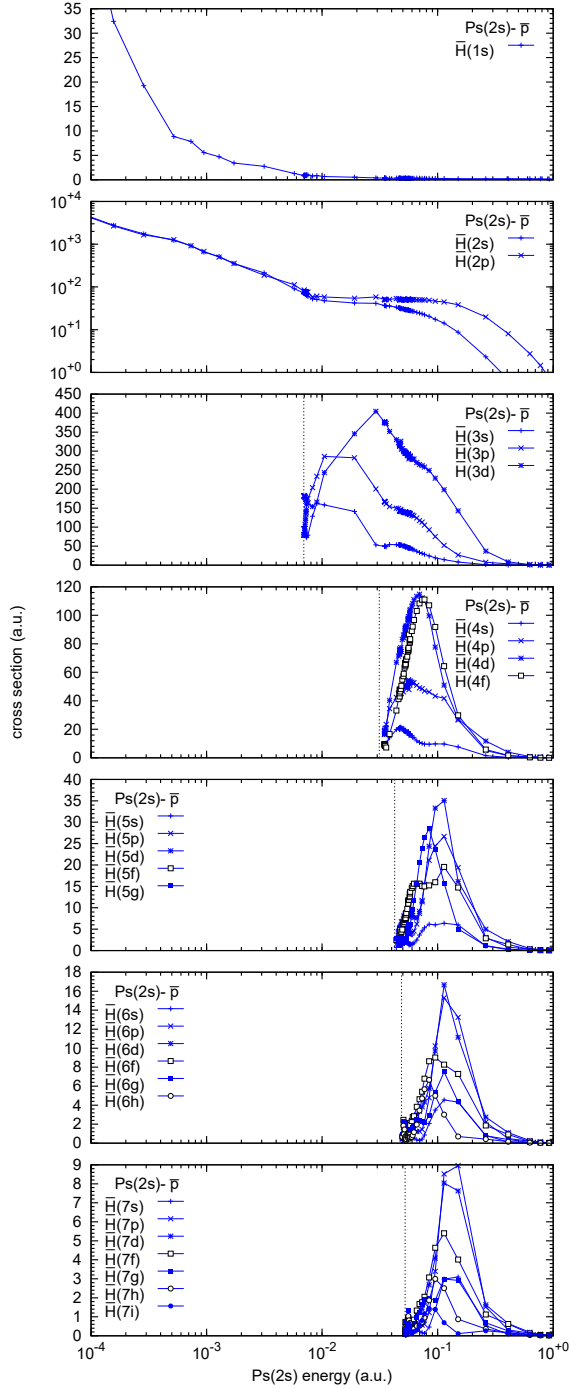 35
30
25
20
15
10
5
0
Ps(2s)- p̅
H̅(1s)
10⁺⁴
10⁺³
10⁺²
10⁺¹
10⁺⁰
Ps(2s)- p̅
H̅(2s)
H̅(2p)
450
400
350
300
250
200
150
100
50
0
Ps(2s)- p̅
H̅(3s)
H̅(3p)
H̅(3d)
cross section (a.u.)
120
100
80
60
40
20
0
Ps(2s)- p̅
H̅(4s)
H̅(4p)
H̅(4d)
H̅(4f)
40
35
30
25
20
15
10
5
0
Ps(2s)- p̅
H̅(5s)
H̅(5p)
H̅(5d)
H̅(5f)
H̅(5g)
18
16
14
12
10
8
6
4
2
0
Ps(2s)- p̅
H̅(6s)
H̅(6p)
H̅(6d)
H̅(6f)
H̅(6g)
H̅(6h)
9
8
7
6
5
4
3
2
1
0
Ps(2s)- p̅
H̅(7s)
H̅(7p)
H̅(7d)
H̅(7f)
H̅(7g)
H̅(7h)
H̅(7i)
10⁻⁴ 10⁻³ 10⁻² 10⁻¹ 10⁺⁰
Ps(2s) energy (a.u.)